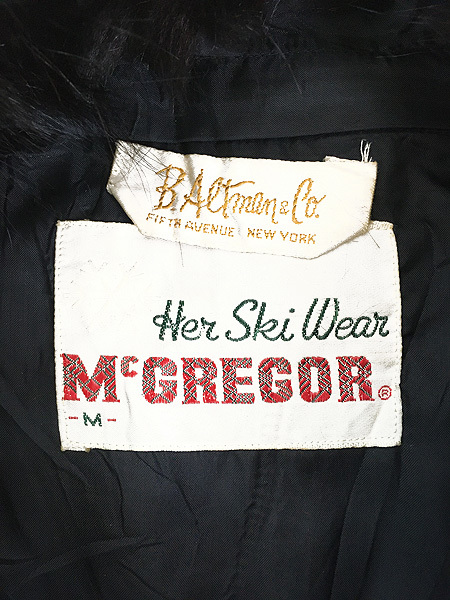 B. Altman & Co.
FIFTH AVENUE NEW YORK
Her Ski Wear
McGREGOR®
-M-